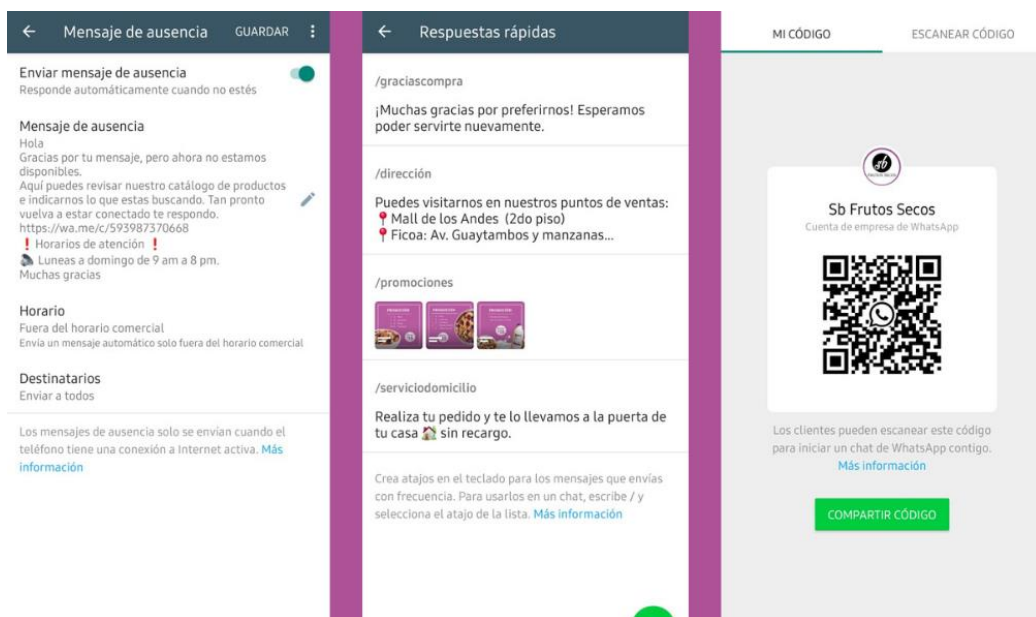 Mensaje de ausencia
GUARDAR
Enviar mensaje de ausencia
Responde automáticamente cuando no estés
Mensaje de ausencia
Hola
Gracias por tu mensaje, pero ahora no estamos
disponibles.
Aquí puedes revisar nuestro catálogo de productos
e indicarnos lo que estas buscando. Tan pronto
vuelva a estar conectado te respondo.
https://wa.me/c/593987370668
❗ Horarios de atención ❗
🔈 Luneas a domingo de 9 am a 8 pm.
Muchas gracias
Horario
Fuera del horario comercial
Envía un mensaje automático solo fuera del horario comercial
Destinatarios
Enviar a todos
Los mensajes de ausencia solo se envían cuando el
teléfono tiene una conexión a Internet activa. Más
información
Respuestas rápidas
/graciascompra
¡Muchas gracias por preferirnos! Esperamos
poder servirte nuevamente.
/dirección
Puedes visitarnos en nuestros puntos de ventas:
📍 Mall de los Andes (2do piso)
📍 Ficoa: Av. Guaytambos y manzanas...
/promociones
/serviciodomicilio
Realiza tu pedido y te lo llevamos a la puerta de
tu casa 🏠 sin recargo.
Crea atajos en el teclado para los mensajes que envías
con frecuencia. Para usarlos en un chat, escribe / y
selecciona el atajo de la lista. Más información
MI CÓDIGO
ESCANEAR CÓDIGO
sb
Sb Frutos Secos
Cuenta de empresa de WhatsApp
Los clientes pueden escanear este código
para iniciar un chat de WhatsApp contigo.
Más información
COMPARTIR CÓDIGO